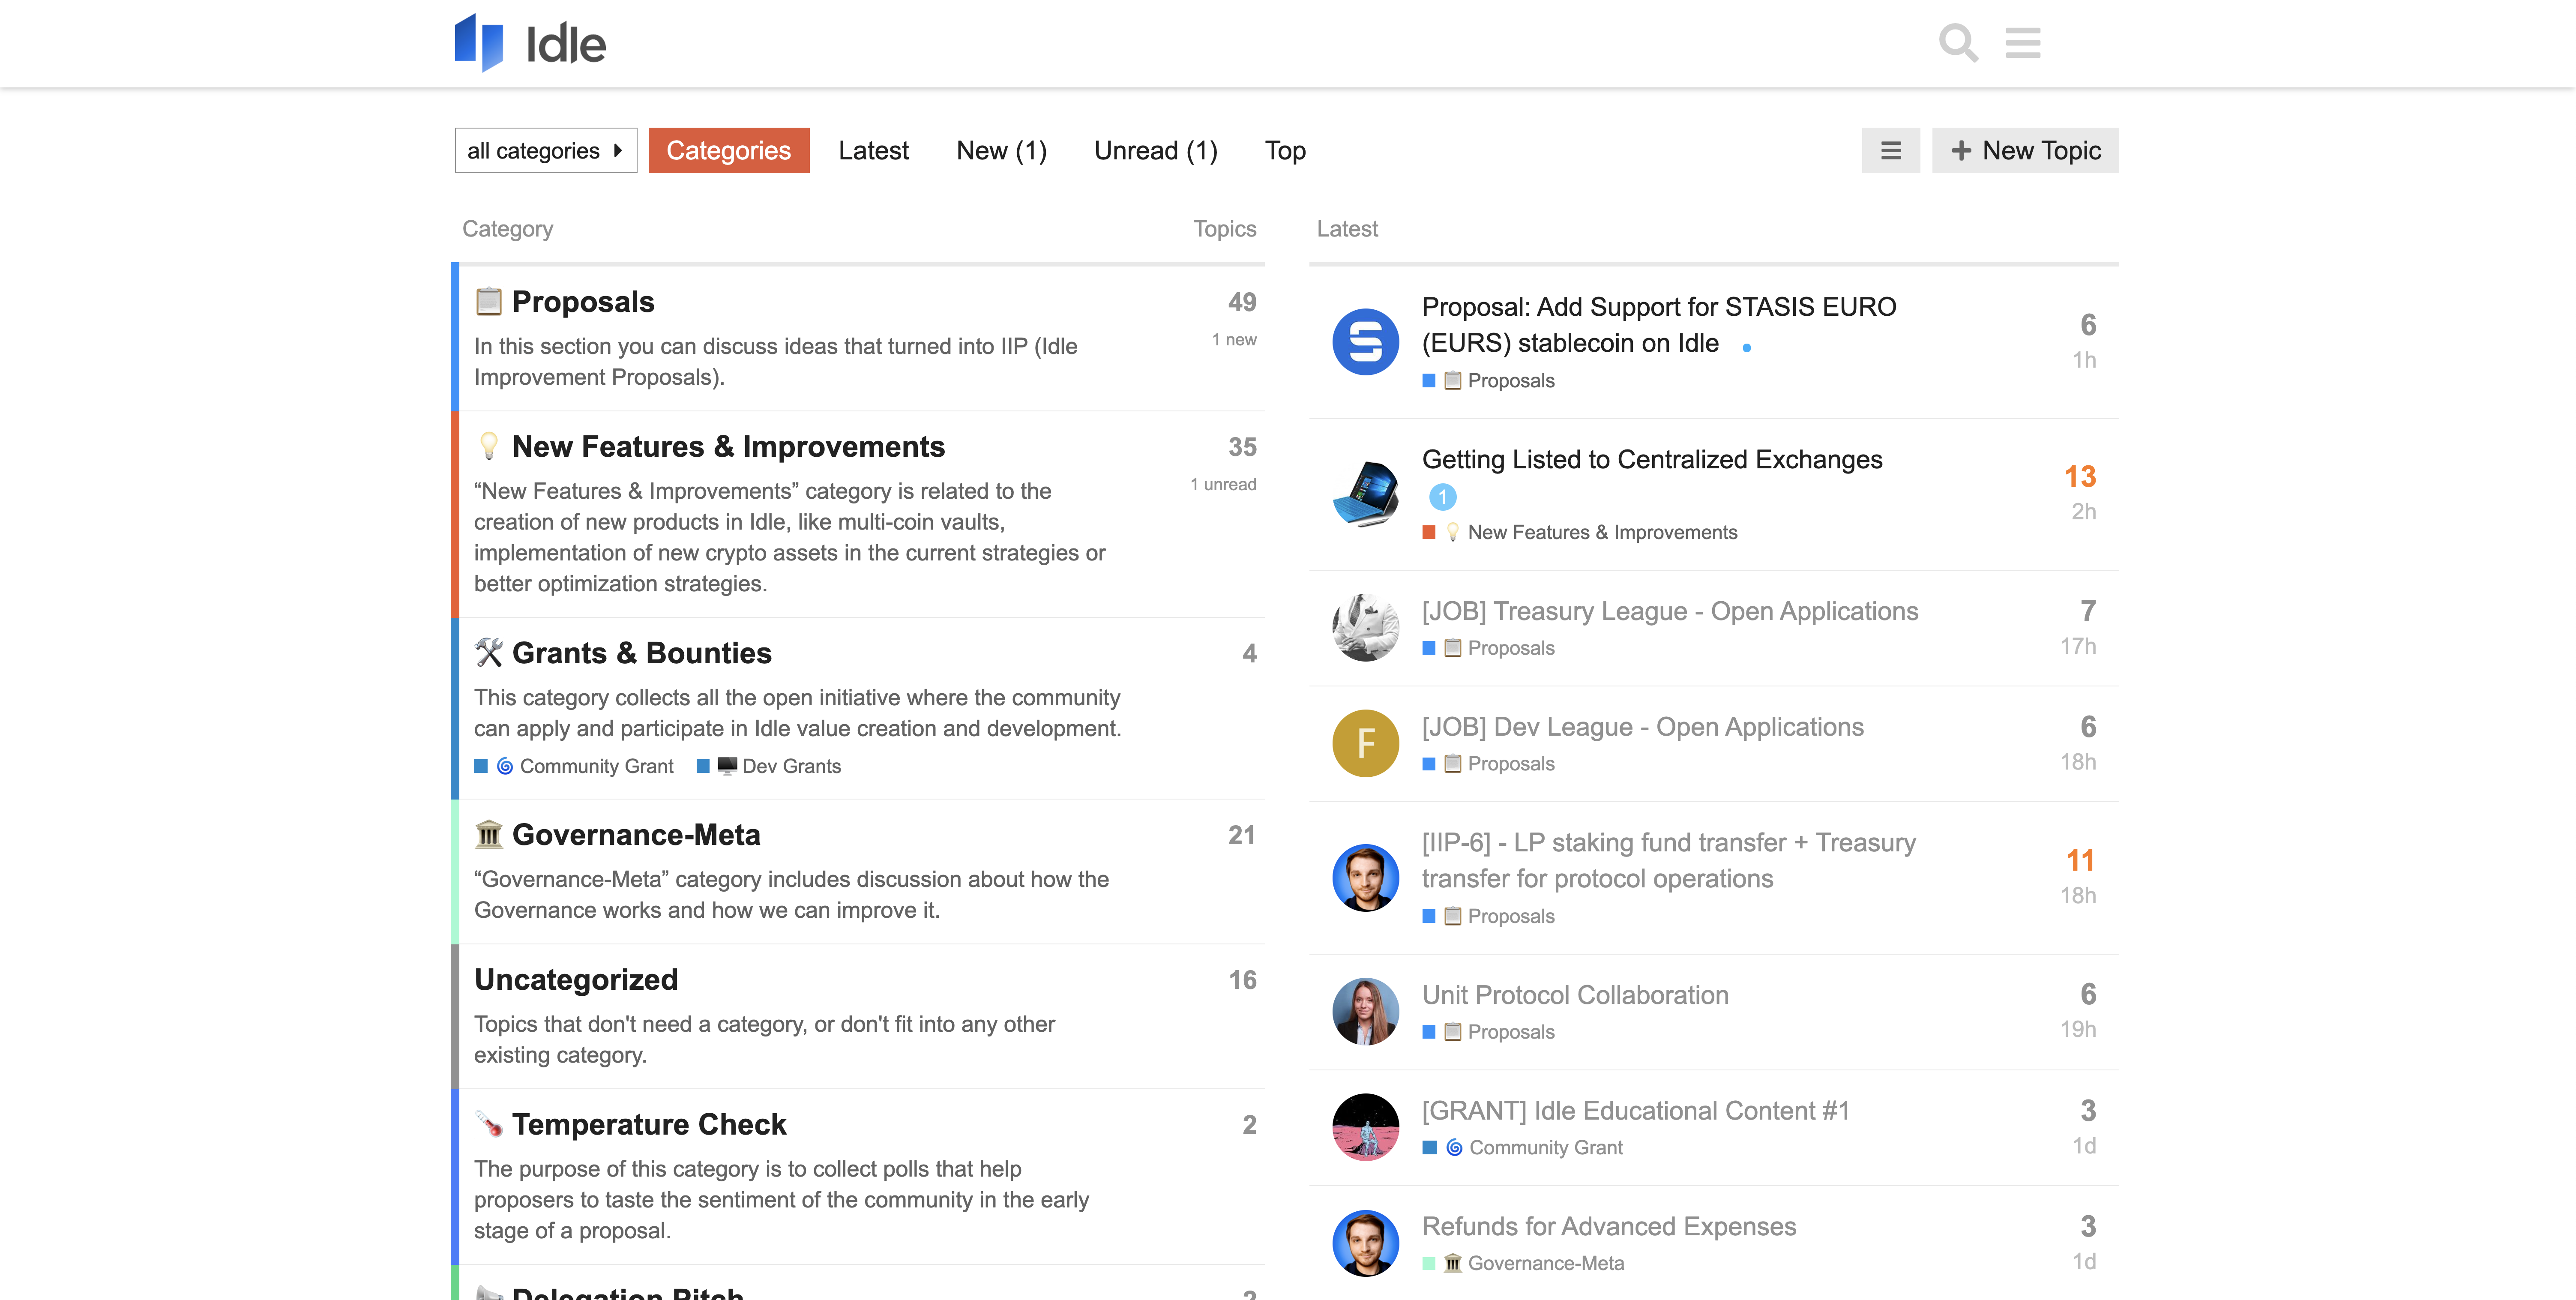 Idle
all categories
Categories
Latest
New (1)
Unread (1)
Top
New Topic
Category
Topics
Proposals
49
1 new
In this section you can discuss ideas that turned into IIP (Idle
Improvement Proposals).
New Features & Improvements
35
1 unread
“New Features & Improvements” category is related to the
creation of new products in Idle, like multi-coin vaults,
implementation of new crypto assets in the current strategies or
better optimization strategies.
Grants & Bounties
4
This category collects all the open initiative where the community
can apply and participate in Idle value creation and development.
Community Grant
Dev Grants
Governance-Meta
21
“Governance-Meta” category includes discussion about how the
Governance works and how we can improve it.
Uncategorized
16
Topics that don't need a category, or don't fit into any other
existing category.
Temperature Check
2
The purpose of this category is to collect polls that help
proposers to taste the sentiment of the community in the early
stage of a proposal.
Delegation Pitch
2
Latest
Proposal: Add Support for STASIS EURO
(EURS) stablecoin on Idle
6
1h
Proposals
Getting Listed to Centralized Exchanges
1
13
2h
New Features & Improvements
[JOB] Treasury League - Open Applications
7
17h
Proposals
F
[JOB] Dev League - Open Applications
6
18h
Proposals
[IIP-6] - LP staking fund transfer + Treasury
transfer for protocol operations
11
18h
Proposals
Unit Protocol Collaboration
6
19h
Proposals
[GRANT] Idle Educational Content #1
3
1d
Community Grant
Refunds for Advanced Expenses
3
1d
Governance-Meta